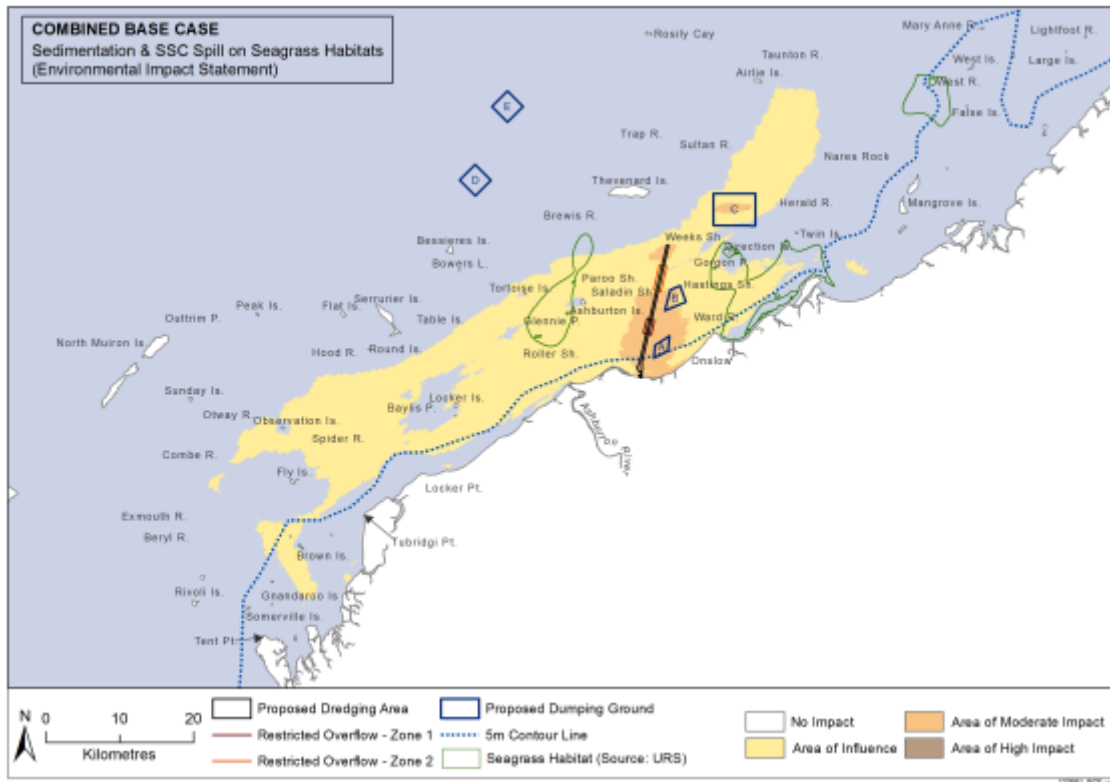 COMBINED BASE CASE
Sedimentation & SSC Spill on Seagrass Habitats
(Environmental Impact Statement)
Rosily Cay
Mary Anne R.
Lightfoot R.
Taunton R.
Airlie Is.
West Is.
Large Is.
West R.
False Is.
E
Trap R.
Sultan R.
Nares Rock
D
Thevenard Is.
C
Herald R.
Mangrove Is.
Brewis R.
Bessieres Is.
Weeks Sh.
Twin Is.
Direction
Bowers L.
Gorgon R.
Paroo Sh.
Hastings Sh.
Tortoise Is.
Saladin Sh.
B
Peak Is.
Flat Is.
Serrurier Is.
Ashburton Is.
Outtrim P.
Table Is.
Glennie P.
Ward R.
North Muiron Is.
Hood R.
Round Is.
Roller Sh.
A
Onslow
Sunday Is.
Locker Is.
Otway R.
Observation Is.
Baylis P.
Ashburton River
Combe R.
Spider R.
Fly Is.
Locker Pt.
Exmouth R.
Beryl R.
Tubridgi Pt.
Brown Is.
Rivoli Is.
Gnandaroo Is
Somerville Is.
Tent Pt.
N
0 10 20
Kilometres
Proposed Dredging Area
Restricted Overflow - Zone 1
Restricted Overflow - Zone 2
Proposed Dumping Ground
5m Contour Line
Seagrass Habitat (Source: URS)
No Impact
Area of Influence
Area of Moderate Impact
Area of High Impact